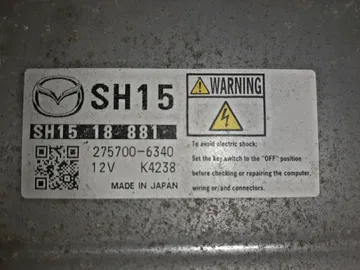 SH15
SH15 18 881
275700-6340
12V K4238
MADE IN JAPAN
WARNING
To avoid electric shock;
Set the key switch to the "OFF" position
before checking or repairing the computer,
wiring or/and connectors.